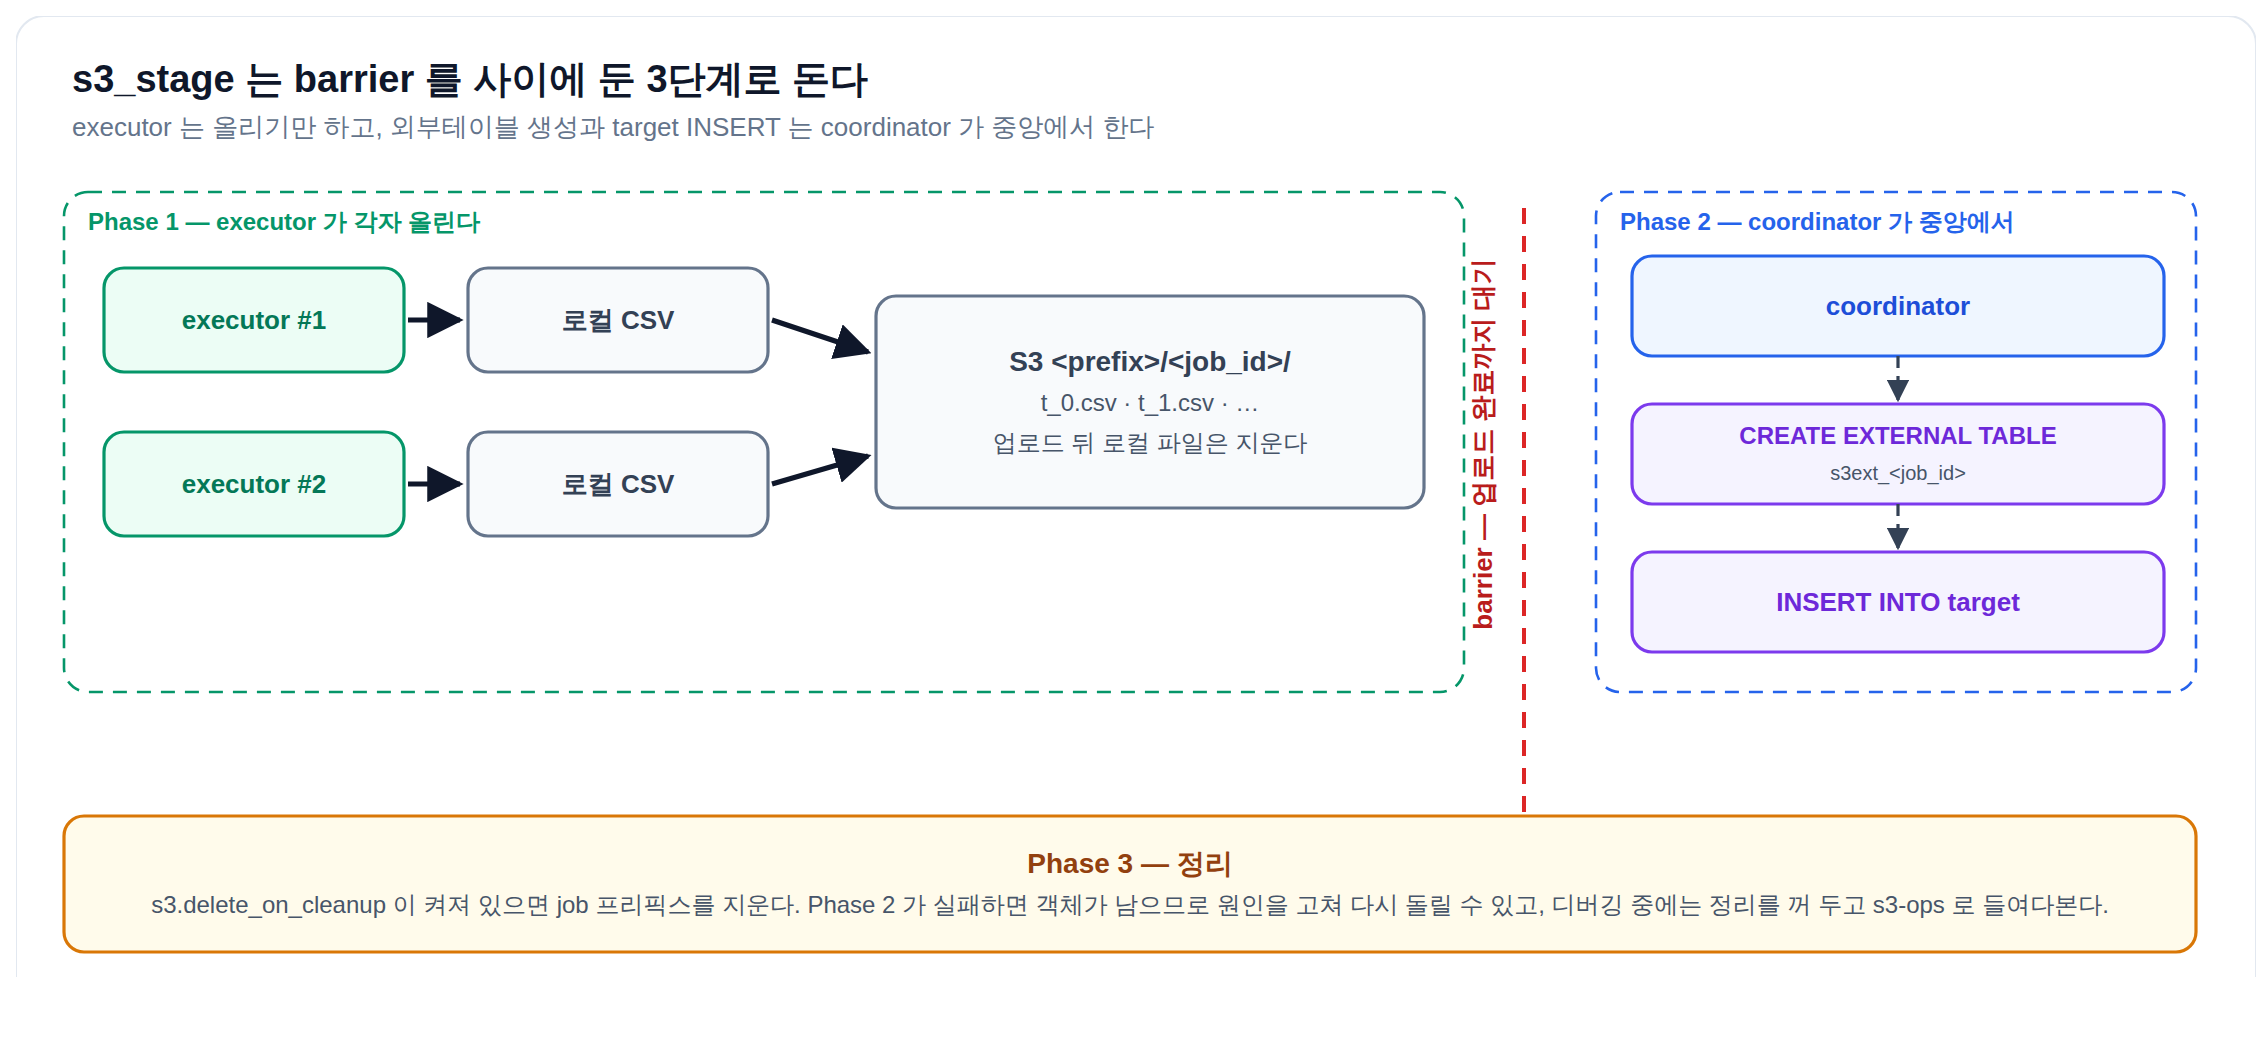 s3_stage 는 barrier 를 사이에 둔 3단계로 돈다
executor 는 올리기만 하고, 외부테이블 생성과 target INSERT 는 coordinator 가 중앙에서 한다
Phase 1 — executor 가 각자 올린다
executor #1
로컬 CSV
executor #2
로컬 CSV
S3 <prefix>/<job_id>/
t_0.csv · t_1.csv · …
업로드 뒤 로컬 파일은 지운다
barrier — 업로드 완료까지 대기
Phase 2 — coordinator 가 중앙에서
coordinator
CREATE EXTERNAL TABLE
s3ext_<job_id>
INSERT INTO target
Phase 3 — 정리
s3.delete_on_cleanup 이 켜져 있으면 job 프리픽스를 지운다. Phase 2 가 실패하면 객체가 남으므로 원인을 고쳐 다시 돌릴 수 있고, 디버깅 중에는 정리를 꺼 두고 s3-ops 로 들여다본다.